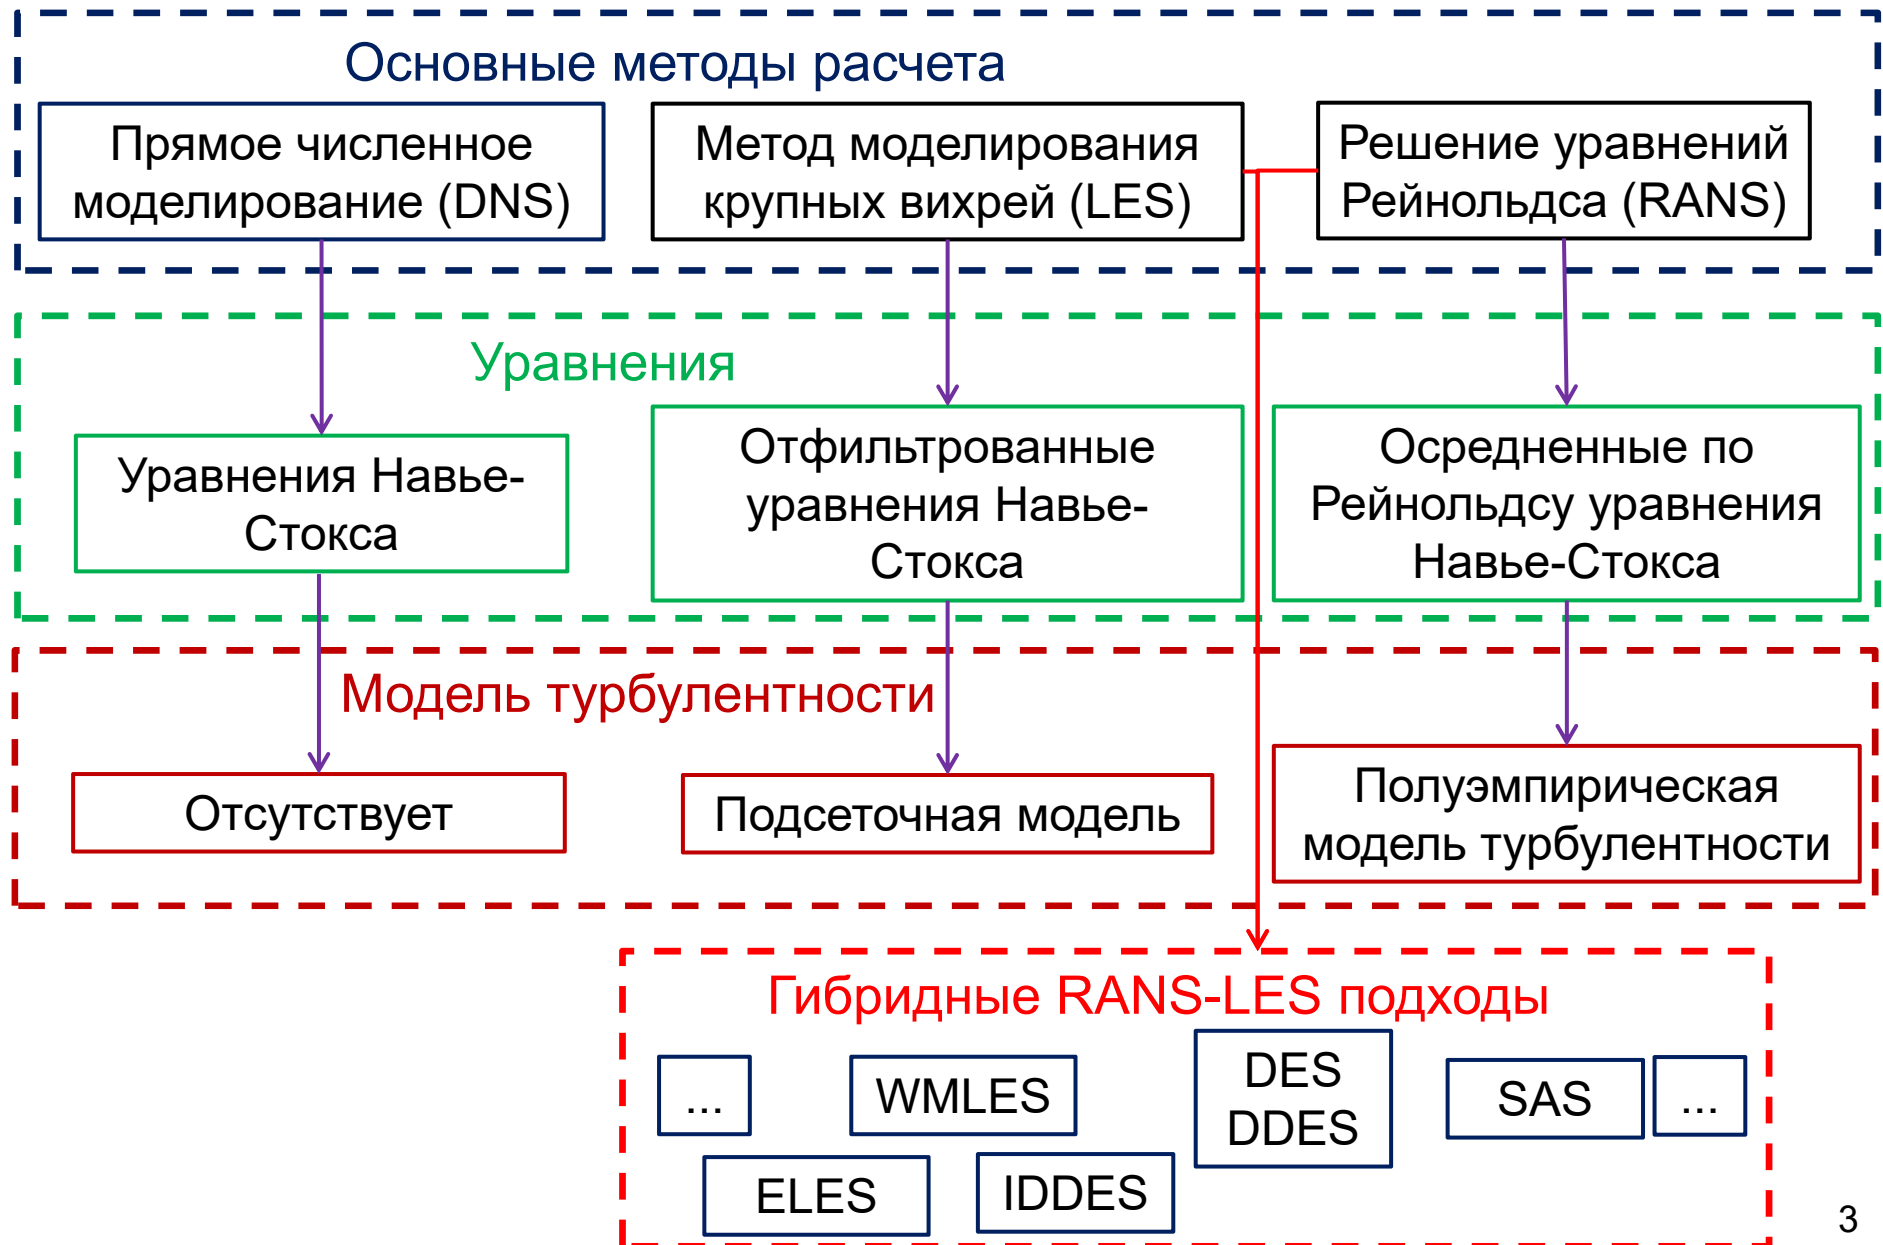 Основные методы расчета
Прямое численное
моделирование (DNS)
Метод моделирования
крупных вихрей (LES)
Решение уравнений
Рейнольдса (RANS)
Уравнения
Уравнения Навье-
Стокса
Отфильтрованные
уравнения Навье-
Стокса
Осредненные по
Рейнольдсу уравнения
Навье-Стокса
Модель турбулентности
Отсутствует
Подсеточная модель
Полуэмпирическая
модель турбулентности
Гибридные RANS-LES подходы
...
WMLES
DES
DDES
SAS
...
ELES
IDDES
3